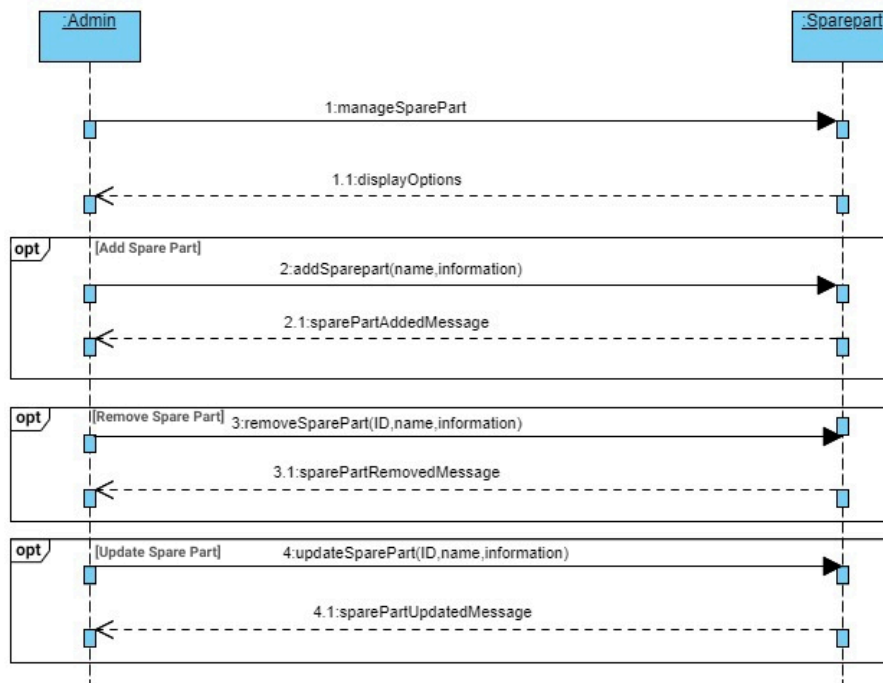 :Admin
:Sparepart
1:manageSparePart
1.1:displayOptions
opt
[Add Spare Part]
2:addSparepart(name,information)
2.1:sparePartAddedMessage
opt
[Remove Spare Part]
3:removeSparePart(ID,name,information)
3.1:sparePartRemovedMessage
opt
[Update Spare Part]
4:updateSparePart(ID,name,information)
4.1:sparePartUpdatedMessage